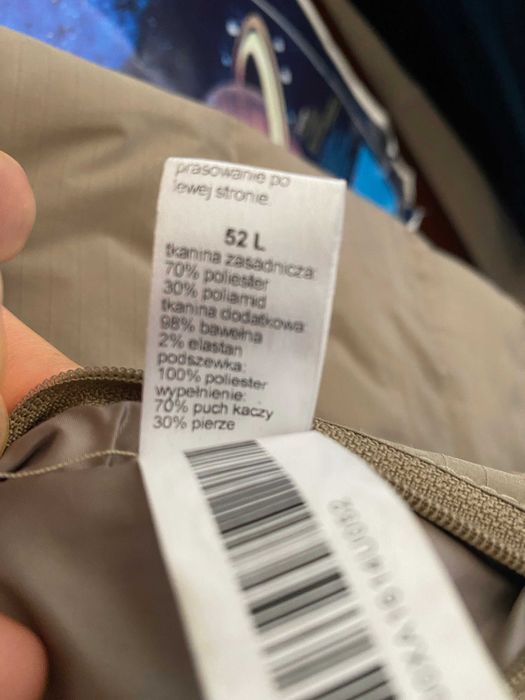 prasowanie po
lewej stronie
52 L
tkanina zasadnicza:
70% poliester
30% poliamid
tkanina dodatkowa:
98% bawełna
2% elastan
podszewka:
100% poliester
wypełnienie:
70% puch kaczy
30% pierze